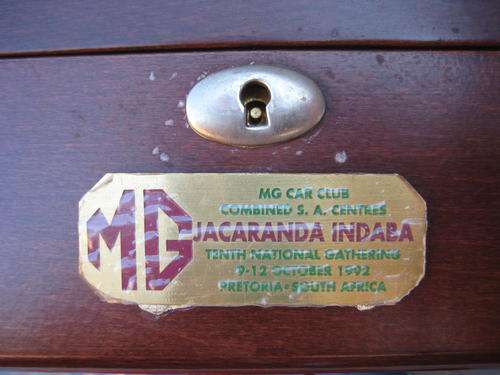 MG CAR CLUB
COMBINED S. A. CENTRES
MG
JACARANDA INDABA
TENTH NATIONAL GATHERING
9-12 OCTOBER 1992
PRETORIA-SOUTH AFRICA